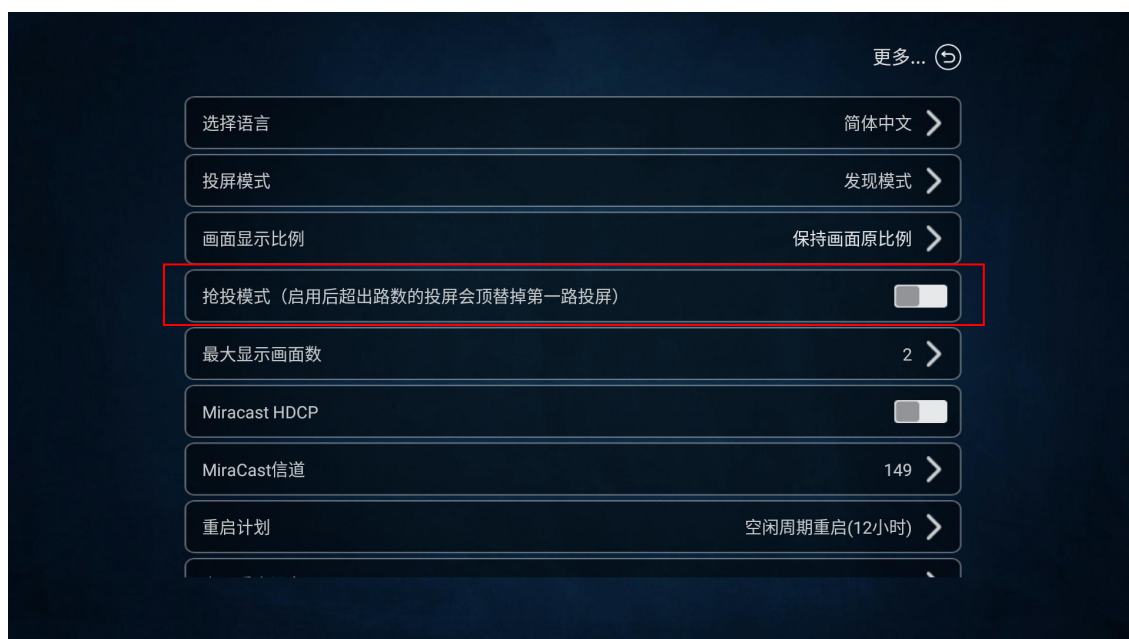 更多...
选择语言 简体中文
投屏模式 发现模式
画面显示比例 保持画面原比例
抢投模式（启用后超出路数的投屏会顶替掉第一路投屏）
最大显示画面数 2
Miracast HDCP
MiraCast信道 149
重启计划 空闲周期重启(12小时)